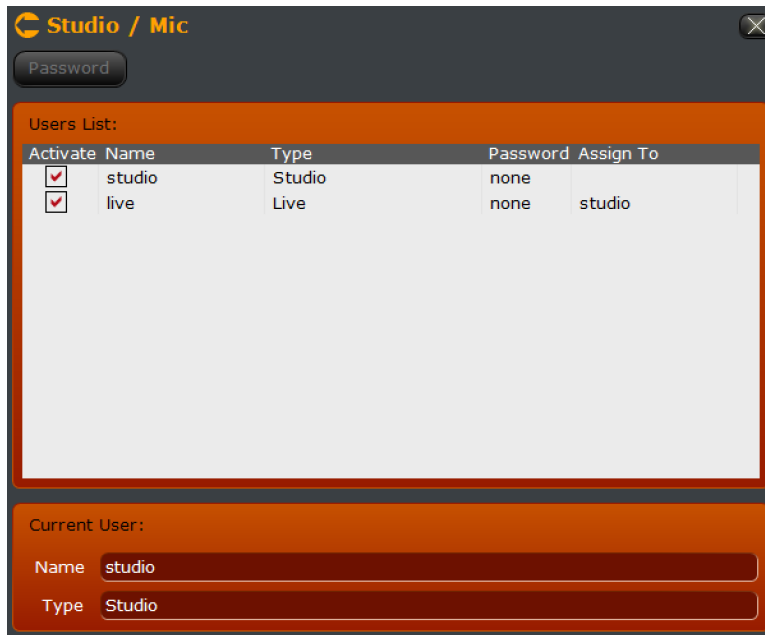 Studio / Mic
Password
Users List:
Activate Name Type Password Assign To
studio Studio none
live Live none studio
Current User:
Name studio
Type Studio